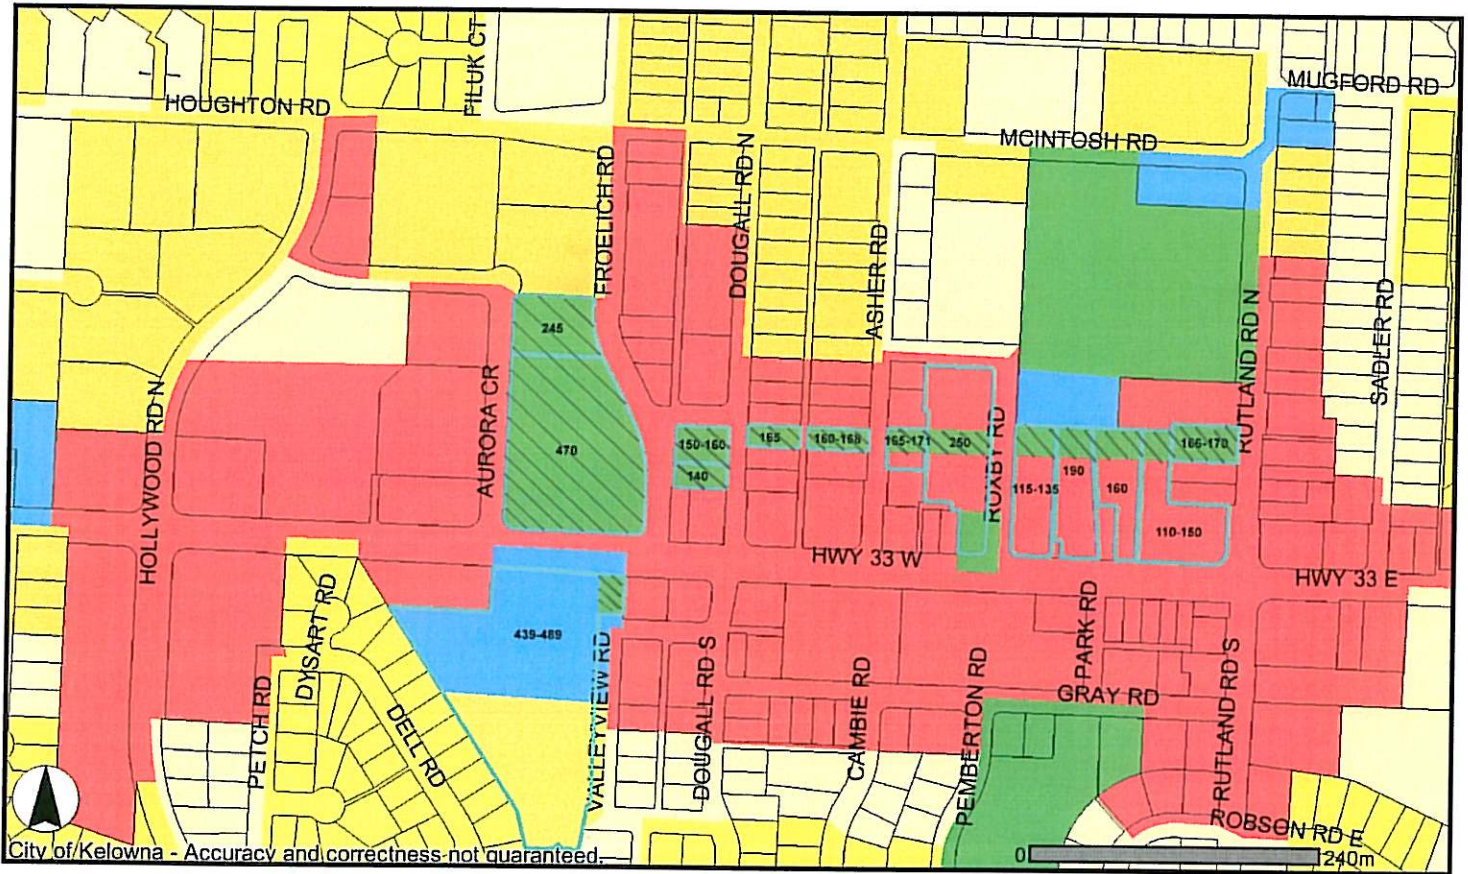 MUGFORD RD
HOUGHTON RD
FILUK CT
MCINTOSH RD
FROELICH RD
DOUGALL RD N
ASHER RD
RUTLAND RD N
SADLER RD
245
HOLLYWOOD RD N
AURORA CR
470
150-160
165
160-168
165-171
250
ROXBY RD
166-170
140
115-135
190
160
110-150
HWY 33 W
HWY 33 E
DYSART RD
439-489
PARK RD
VALLEYVIEW RD
DOUGALL RD S
CAMBIE RD
PEMBERTON RD
GRAY RD
RUTLAND RD S
PETCH RD
DELL RD
ROBSON RD E
City of Kelowna - Accuracy and correctness not guaranteed.
0 240m